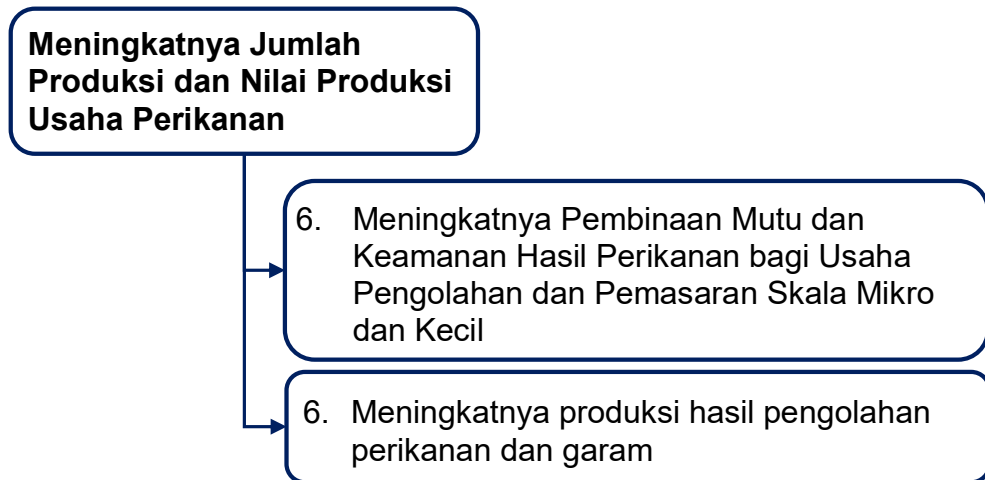 Meningkatnya Jumlah
Produksi dan Nilai Produksi
Usaha Perikanan
6. Meningkatnya Pembinaan Mutu dan
Keamanan Hasil Perikanan bagi Usaha
Pengolahan dan Pemasaran Skala Mikro
dan Kecil
6. Meningkatnya produksi hasil pengolahan
perikanan dan garam